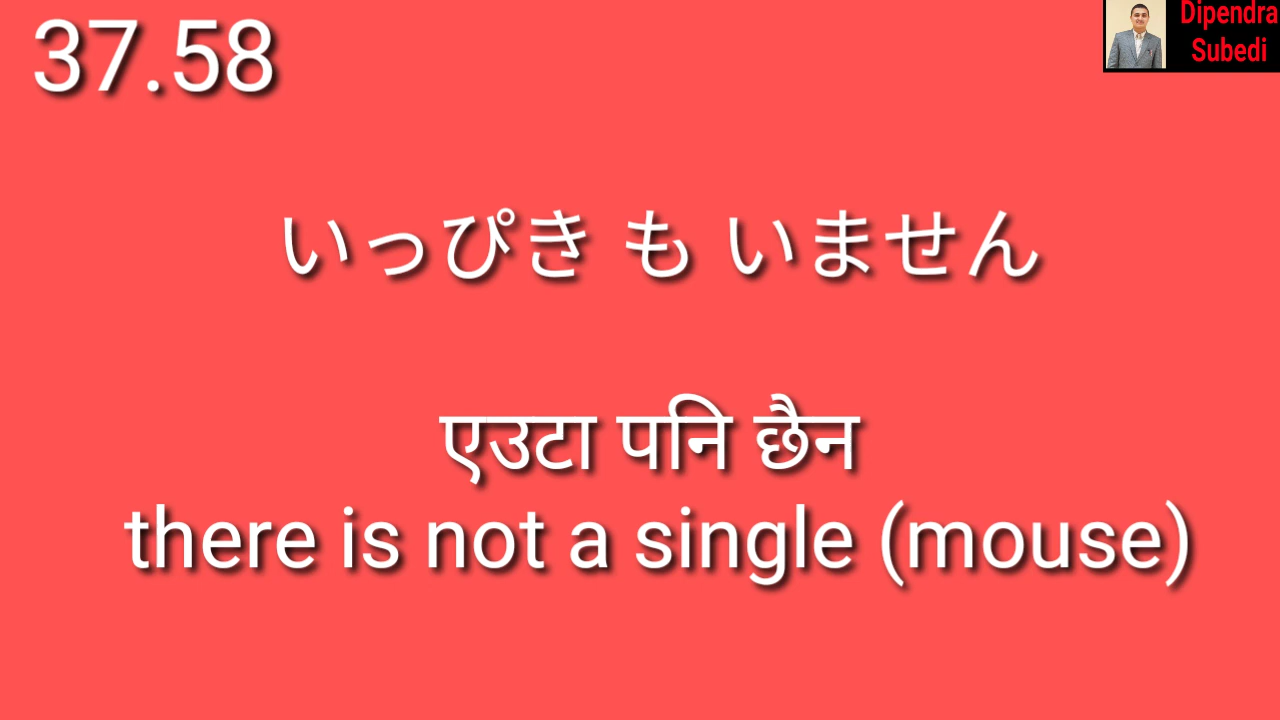 37.58
Dipendra
Subedi
いっぴき も いません
एउटा पनि छैन
there is not a single (mouse)